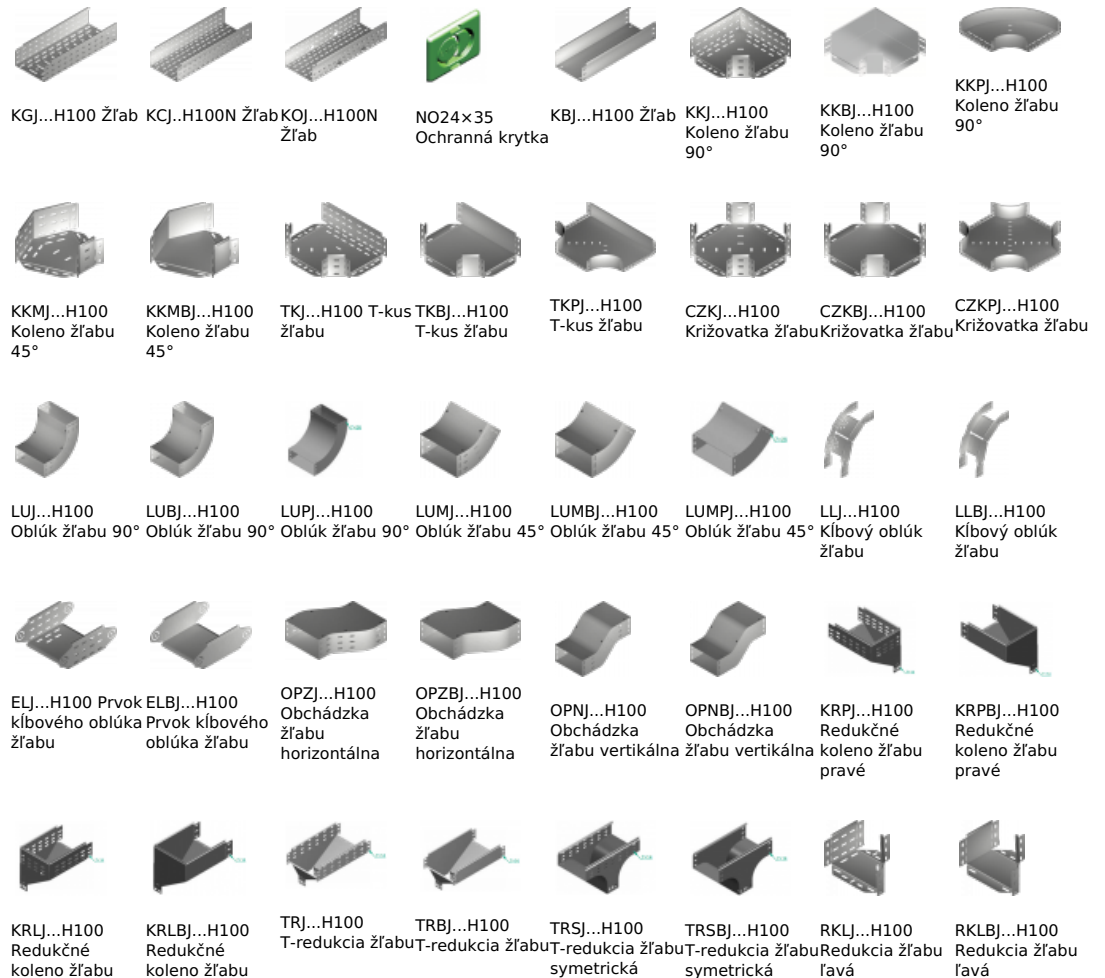 KGJ...H100 Žľab
KCJ..H100N Žľab
KOJ...H100N
Žľab
NO24×35
Ochranná krytka
KBJ...H100 Žľab
KKJ...H100
Koleno žľabu
90°
KKBJ...H100
Koleno žľabu
90°
KKPJ...H100
Koleno žľabu
90°
KKMJ...H100
Koleno žľabu
45°
KKMBJ...H100
Koleno žľabu
45°
TKJ...H100 T-kus
žľabu
TKBJ...H100
T-kus žľabu
TKPJ...H100
T-kus žľabu
CZKJ...H100
Križovatka žľabu
CZKBJ...H100
Križovatka žľabu
CZKPJ...H100
Križovatka žľabu
LUJ...H100
Oblúk žľabu 90°
LUBJ...H100
Oblúk žľabu 90°
LUPJ...H100
Oblúk žľabu 90°
LUMJ...H100
Oblúk žľabu 45°
LUMBJ...H100
Oblúk žľabu 45°
LUMPJ...H100
Oblúk žľabu 45°
LLJ...H100
Kĺbový oblúk
žľabu
LLBJ...H100
Kĺbový oblúk
žľabu
ELJ...H100 Prvok
kĺbového oblúka
žľabu
ELBJ...H100
Prvok kĺbového
oblúka žľabu
OPZJ...H100
Obchádzka
žľabu
horizontálna
OPZBJ...H100
Obchádzka
žľabu
horizontálna
OPNJ...H100
Obchádzka
žľabu vertikálna
OPNBJ...H100
Obchádzka
žľabu vertikálna
KRPJ...H100
Redukčné
koleno žľabu
pravé
KRPBJ...H100
Redukčné
koleno žľabu
pravé
KRLJ...H100
Redukčné
koleno žľabu
KRLBJ...H100
Redukčné
koleno žľabu
TRJ...H100
T-redukcia žľabu
TRBJ...H100
T-redukcia žľabu
TRSJ...H100
T-redukcia žľabu
symetrická
TRSBJ...H100
T-redukcia žľabu
symetrická
RKLJ...H100
Redukcia žľabu
ľavá
RKLBJ...H100
Redukcia žľabu
ľavá